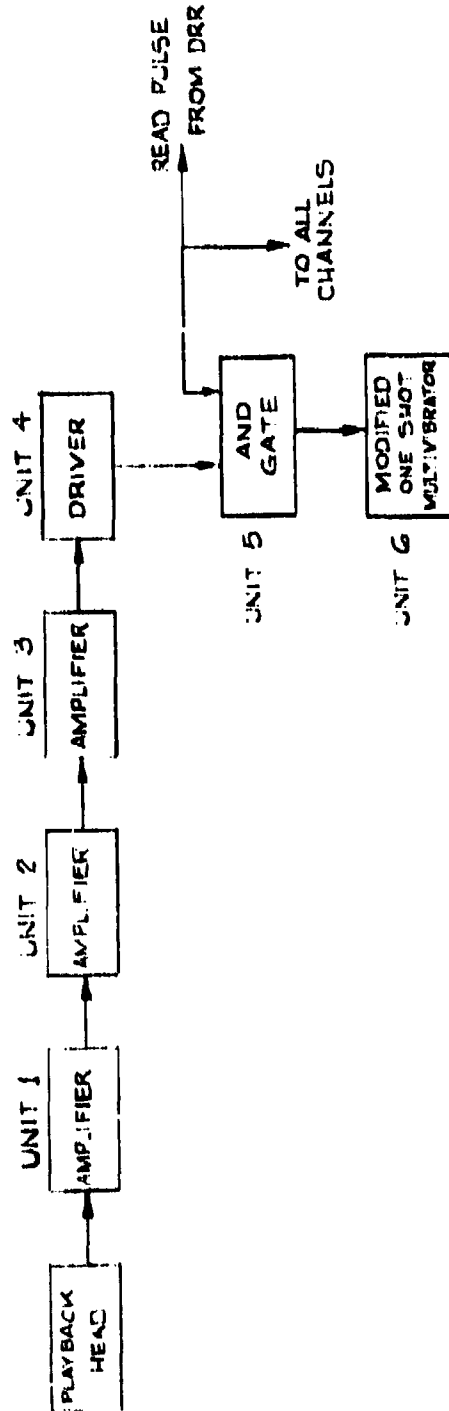 PLAYBACK
HEAD
UNIT 1
AMPLIFIER
UNIT 2
AMPLIFIER
UNIT 3
AMPLIFIER
UNIT 4
DRIVER
READ PULSE
FROM DRR
TO ALL
CHANNELS
UNIT 5
AND
GATE
UNIT 6
MODIFIED
ONE SHOT
MULTIVIBRATOR